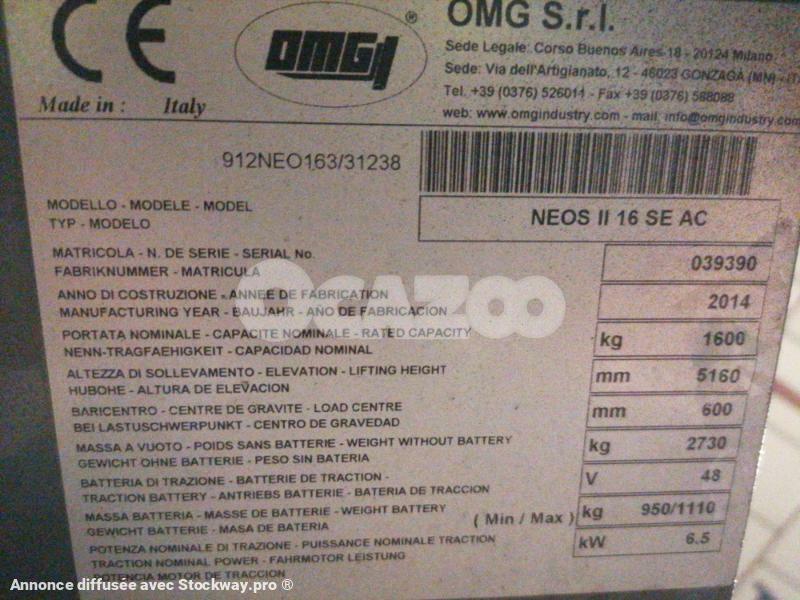 CE
OMG ®
OMG S.r.l.
Sede Legale: Corso Buenos Aires 18 - 20124 Milano
Sede: Via dell'Artigianato, 12 - 46023 GONZAGA (MN) - IT
Tel. +39 (0376) 526011 - Fax +39 (0376) 588088
web: www.omgindustry.com - mail: info@omgindustry.com
Made in : Italy
912NEO163/31238
MODELLO - MODELE - MODEL
TYP - MODELO
NEOS II 16 SE AC
MATRICOLA - N. DE SERIE - SERIAL No.
FABRIKNUMMER - MATRICULA
039390
ANNO DI COSTRUZIONE - ANNEE DE FABRICATION
MANUFACTURING YEAR - BAUJAHR - AÑO DE FABRICACION
2014
PORTATA NOMINALE - CAPACITE NOMINALE - RATED CAPACITY
NENN-TRAGFAEHIGKEIT - CAPACIDAD NOMINAL
kg 1600
ALTEZZA DI SOLLEVAMENTO - ELEVATION - LIFTING HEIGHT
HUBOHE - ALTURA DE ELEVACION
mm 5160
BARICENTRO - CENTRE DE GRAVITE - LOAD CENTRE
BEI LASTUSCHWERPUNKT - CENTRO DE GRAVEDAD
mm 600
MASSA A VUOTO - POIDS SANS BATTERIE - WEIGHT WITHOUT BATTERY
GEWICHT OHNE BATTERIE - PESO SIN BATERIA
kg 2730
BATTERIA DI TRAZIONE - BATTERIE DE TRACTION -
TRACTION BATTERY - ANTRIEBS BATTERIE - BATERIA DE TRACCION
V 48
MASSA BATTERIA - MASSE DE BATTERIE - WEIGHT BATTERY
GEWICHT BATTERIE - MASA DE BATERIA
( Min / Max ) kg 950/1110
POTENZA NOMINALE DI TRAZIONE - PUISSANCE NOMINALE TRACTION
TRACTION NOMINAL POWER - FAHRMOTOR LEISTUNG
POTENCIA MOTOR DE TRACCION
kW 6.5
OCAZOO
Annonce diffusée avec Stockway.pro ®